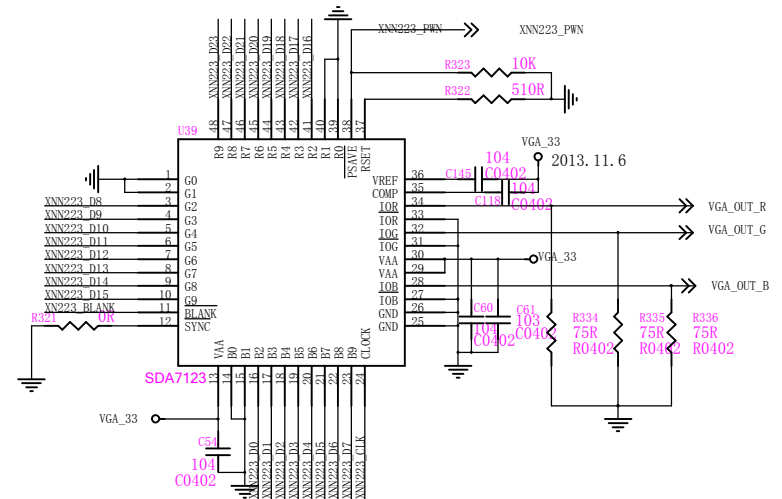 XNN223_PWN
XNN223_PWN
R323
10K
R322
510R
XNN223_D23
XNN223_D22
XNN223_D21
XNN223_D20
XNN223_D19
XNN223_D18
XNN223_D17
XNN223_D16
48
47
46
45
44
43
42
41
40
39
38
37
U39
R9
R8
R7
R6
R5
R4
R3
R2
R1
R0
PSAVE
RSET
VGA_33
2013.11.6
104
C145
C0402
104
C118
C0402
1
G0
2
G1
XNN223_D8
3
G2
XNN223_D9
4
G3
XNN223_D10
5
G4
XNN223_D11
6
G5
XNN223_D12
7
G6
XNN223_D13
8
G7
XNN223_D14
9
G8
XNN223_D15
10
G9
XN223_BLANK
11
BLANK
R321
0R
12
SYNC
VREF
36
COMP
35
IOR
34
VGA_OUT_R
IOR
33
IOG
32
VGA_OUT_G
IOG
31
VAA
30
VGA_33
VAA
29
IOB
28
VGA_OUT_B
IOB
27
GND
26
GND
25
C60
104
C0402
C61
103
C0402
R334
75R
R0402
R335
75R
R0402
R336
75R
R0402
VAA
B0
B1
B2
B3
B4
B5
B6
B7
B8
B9
CLOCK
SDA7123
13
14
15
16
17
18
19
20
21
22
23
24
VGA_33
C54
104
C0402
XNN223_D0
XNN223_D1
XNN223_D2
XNN223_D3
XNN223_D4
XNN223_D5
XNN223_D6
XNN223_D7
XNN223_CLK